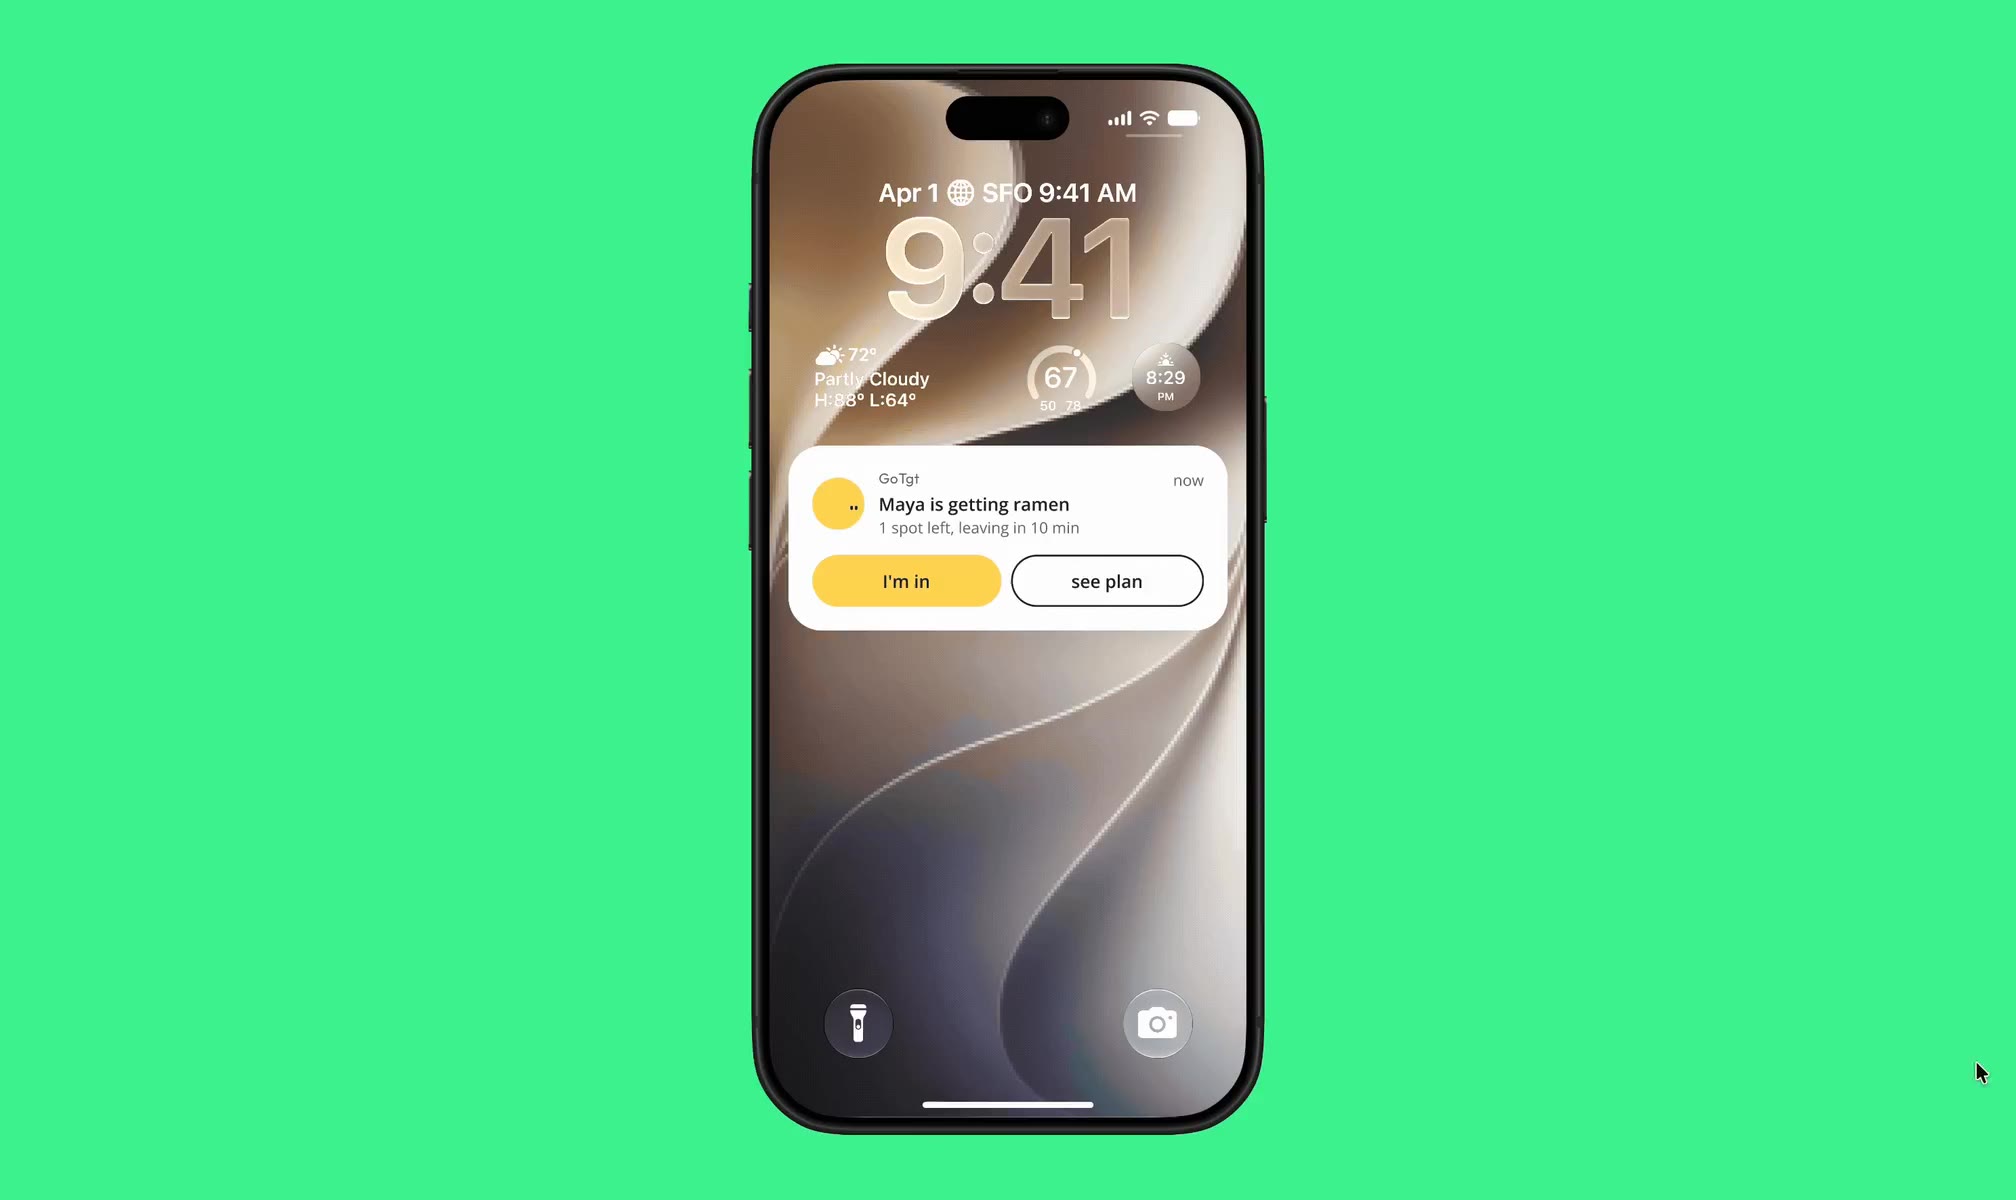 Apr 1 SFO 9:41 AM
9:41
72°
Partly Cloudy
H:88° L:64°
67
50 78
8:29
PM
GoTgt
now
Maya is getting ramen
1 spot left, leaving in 10 min
I'm in
see plan